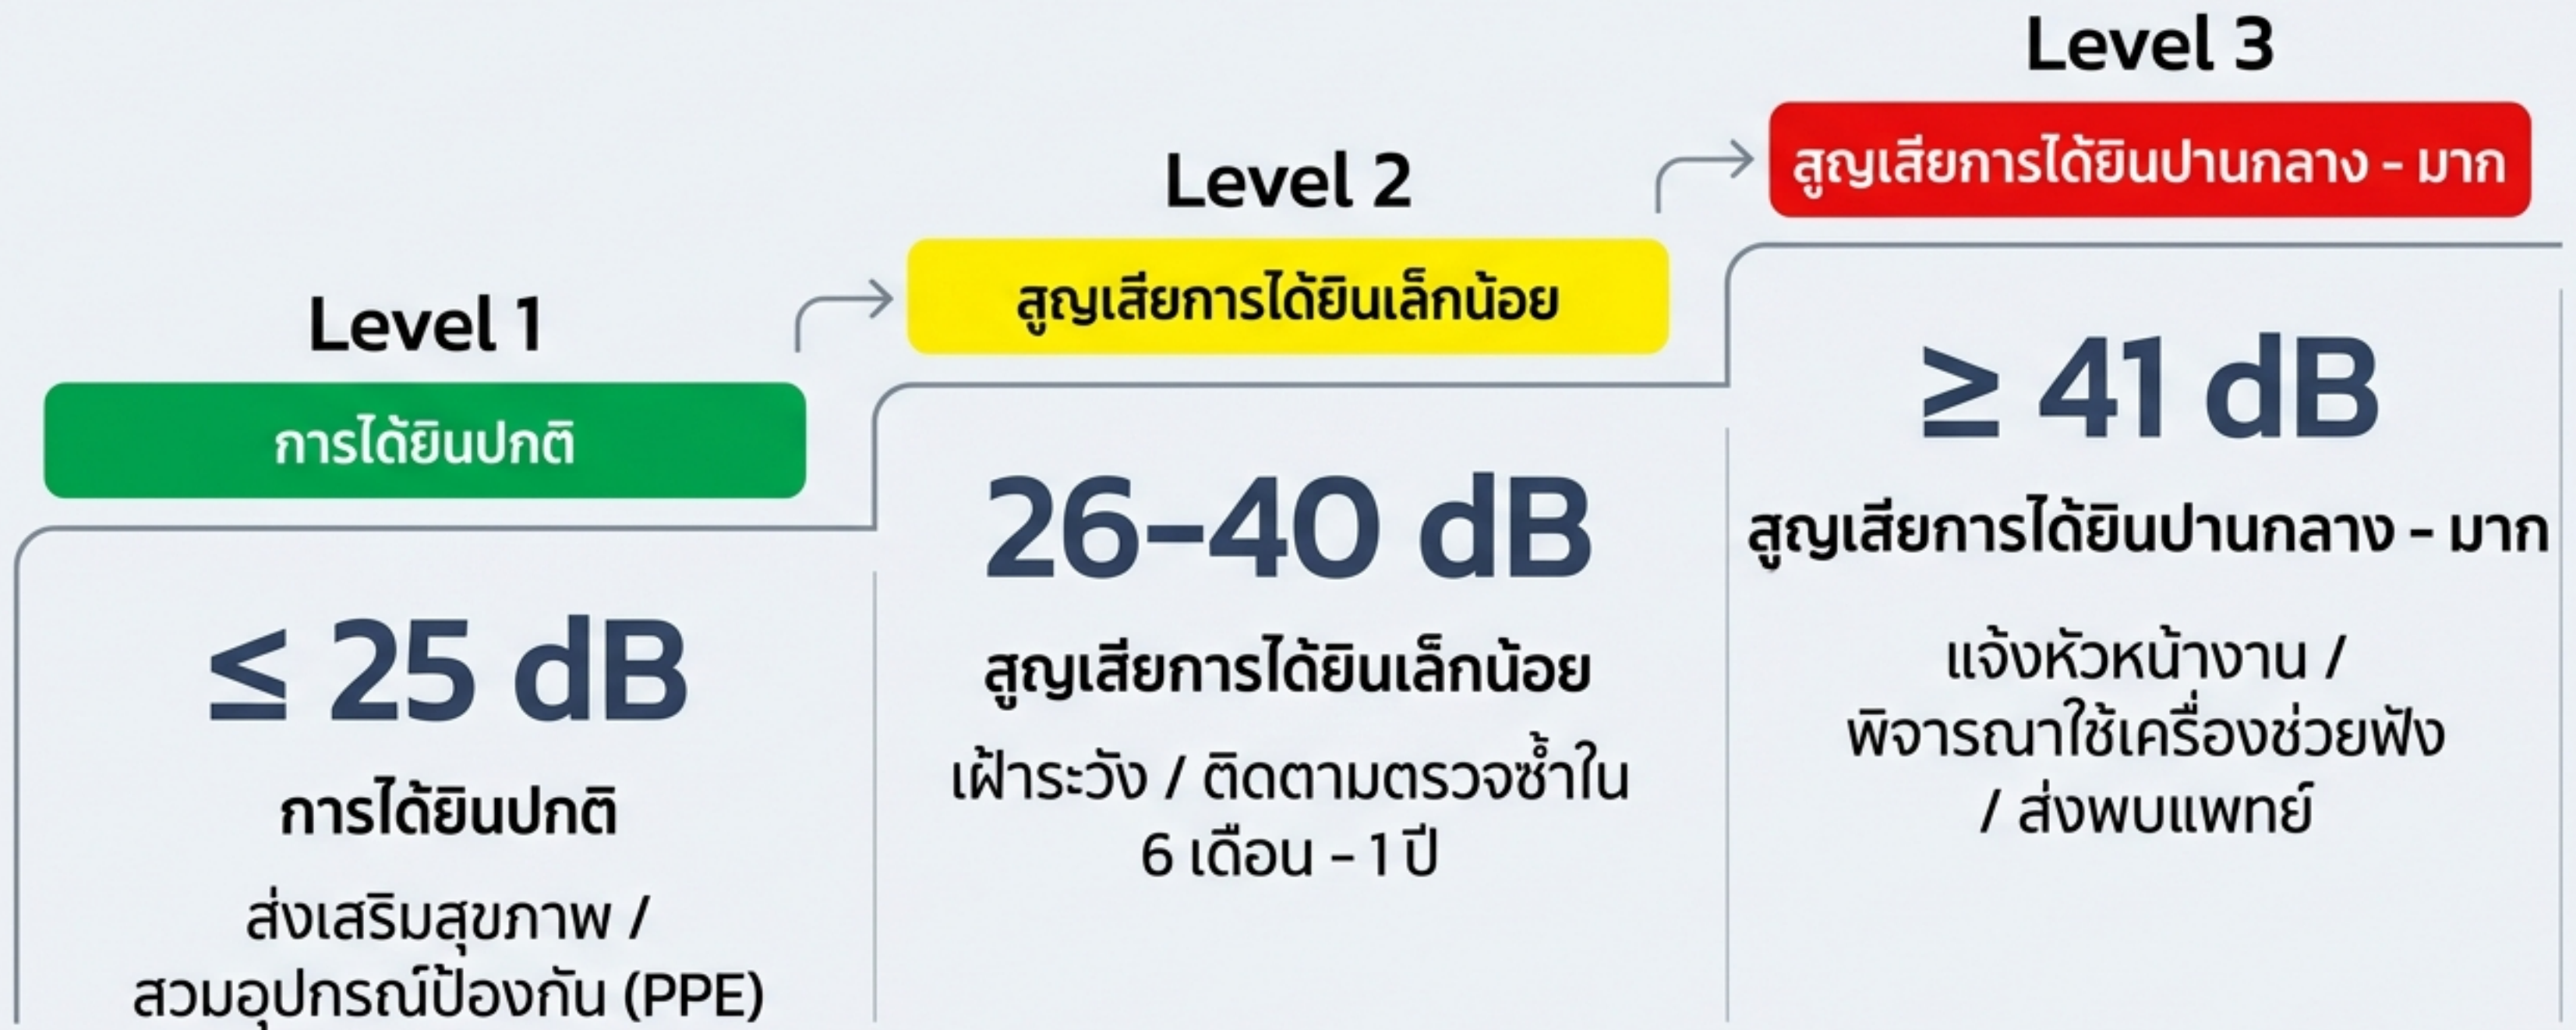 Level 1
การได้ยินปกติ
≤ 25 dB
การได้ยินปกติ
ส่งเสริมสุขภาพ /
สวมอุปกรณ์ป้องกัน (PPE)
Level 2
สูญเสียการได้ยินเล็กน้อย
26-40 dB
สูญเสียการได้ยินเล็กน้อย
เฝ้าระวัง / ติดตามตรวจซ้ำใน
6 เดือน - 1 ปี
Level 3
สูญเสียการได้ยินปานกลาง - มาก
≥ 41 dB
สูญเสียการได้ยินปานกลาง - มาก
แจ้งหัวหน้างาน /
พิจารณาใช้เครื่องช่วยฟัง
/ ส่งพบแพทย์